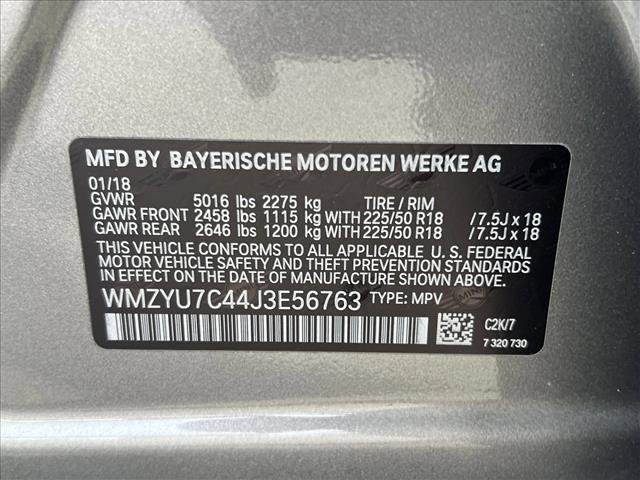 MFD BY BAYERISCHE MOTOREN WERKE AG
01/18
GVWR 5016 lbs 2275 kg TIRE / RIM
GAWR FRONT 2458 lbs 1115 kg WITH 225/50 R18 /7.5J x 18
GAWR REAR 2646 lbs 1200 kg WITH 225/50 R18 /7.5J x 18
THIS VEHICLE CONFORMS TO ALL APPLICABLE U. S. FEDERAL
MOTOR VEHICLE SAFETY, BUMPER, AND THEFT PREVENTION
STANDARDS IN EFFECT ON THE DATE OF MANUFACTURE SHOWN ABOVE.
WMZYU7C44J3E56763 TYPE: MPV
C2K/7
7 320 730